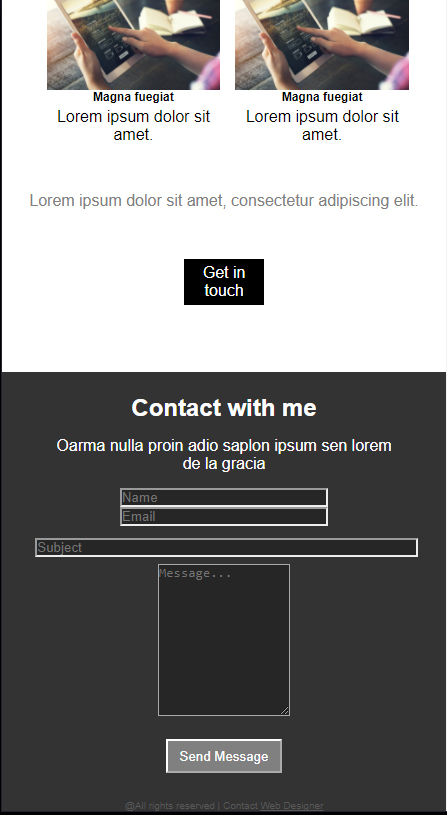 Magna fuegiat
Magna fuegiat
Lorem ipsum dolor sit
amet.
Lorem ipsum dolor sit
amet.
Lorem ipsum dolor sit amet, consectetur adipiscing elit.
Get in
touch
Contact with me
Oarma nulla proin adio saplon ipsum sen lorem
de la gracia
Name
Email
Subject
Message...
Send Message
@All rights reserved | Contact Web Designer